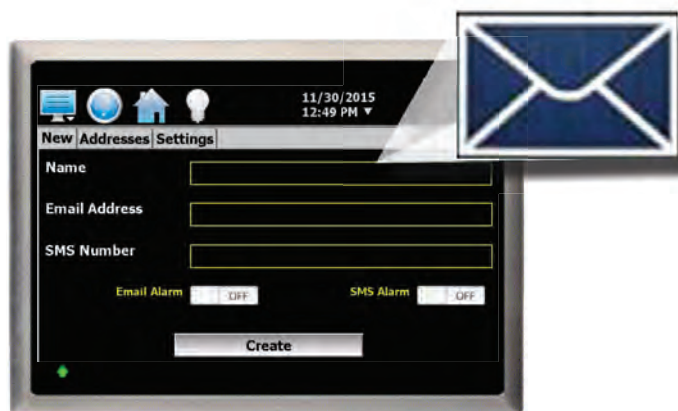 11/30/2015
12:49 PM ▼
New Addresses Settings
Name
Email Address
SMS Number
Email Alarm OFF SMS Alarm OFF
Create